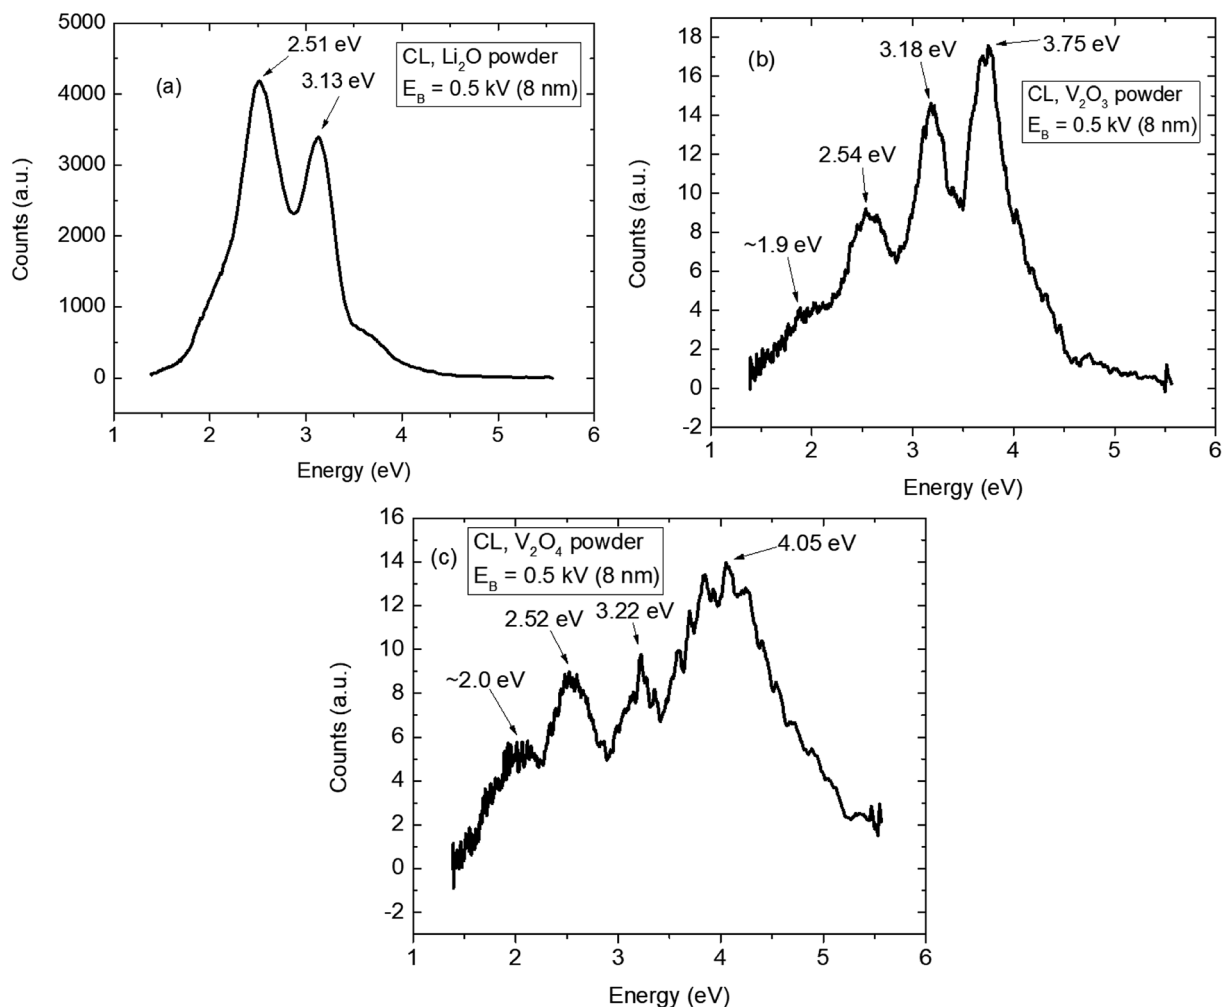 (a)
CL, Li₂O powder
E_B = 0.5 kV (8 nm)
2.51 eV
3.13 eV
5000
4000
3000
2000
1000
0
Counts (a.u.)
1 2 3 4 5 6
Energy (eV)
(b)
3.18 eV
3.75 eV
CL, V₂O₃ powder
E_B = 0.5 kV (8 nm)
2.54 eV
~1.9 eV
18
16
14
12
10
8
6
4
2
0
-2
Counts (a.u.)
1 2 3 4 5 6
Energy (eV)
(c)
CL, V₂O₄ powder
E_B = 0.5 kV (8 nm)
4.05 eV
2.52 eV
3.22 eV
~2.0 eV
16
14
12
10
8
6
4
2
0
-2
Counts (a.u.)
1 2 3 4 5 6
Energy (eV)